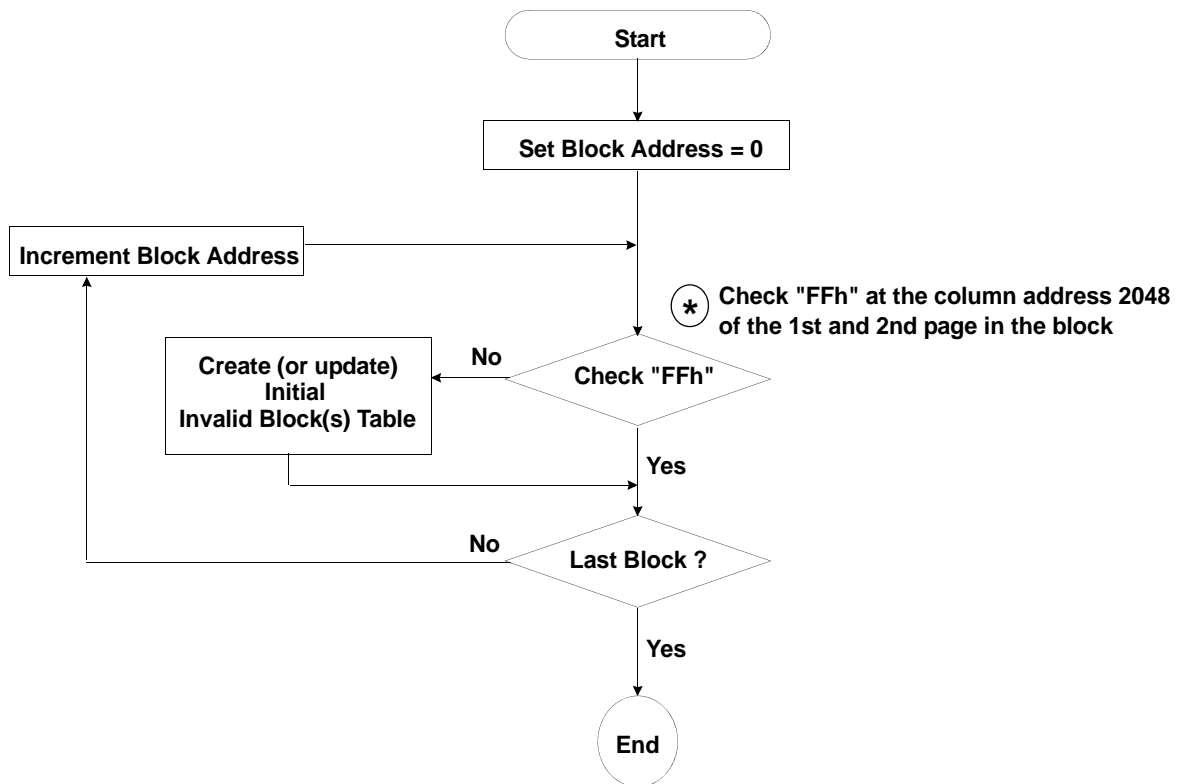 Start
Set Block Address = 0
Increment Block Address
* Check "FFh" at the column address 2048
of the 1st and 2nd page in the block
No
Create (or update)
Initial
Invalid Block(s) Table
Check "FFh"
Yes
No
Last Block ?
Yes
End